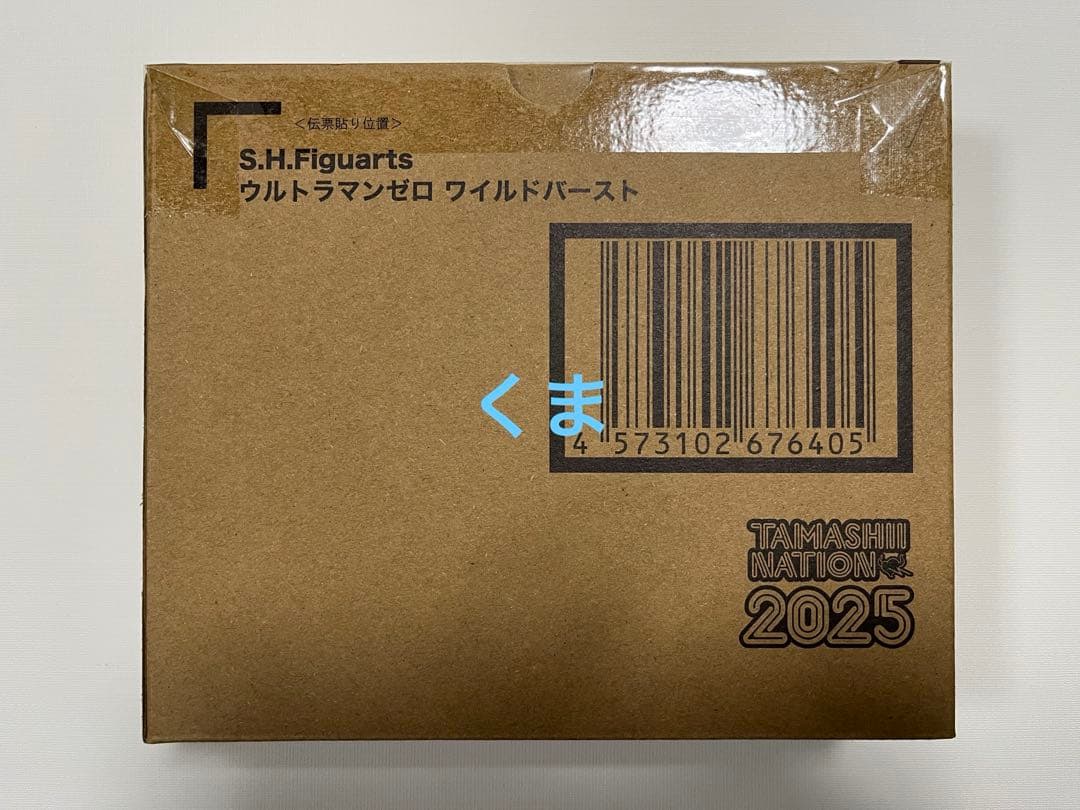 ＜伝票貼り位置＞
S.H.Figuarts
ウルトラマンゼロ ワイルドバースト
くま
4 573102 676405
TAMASHII
NATION
2025